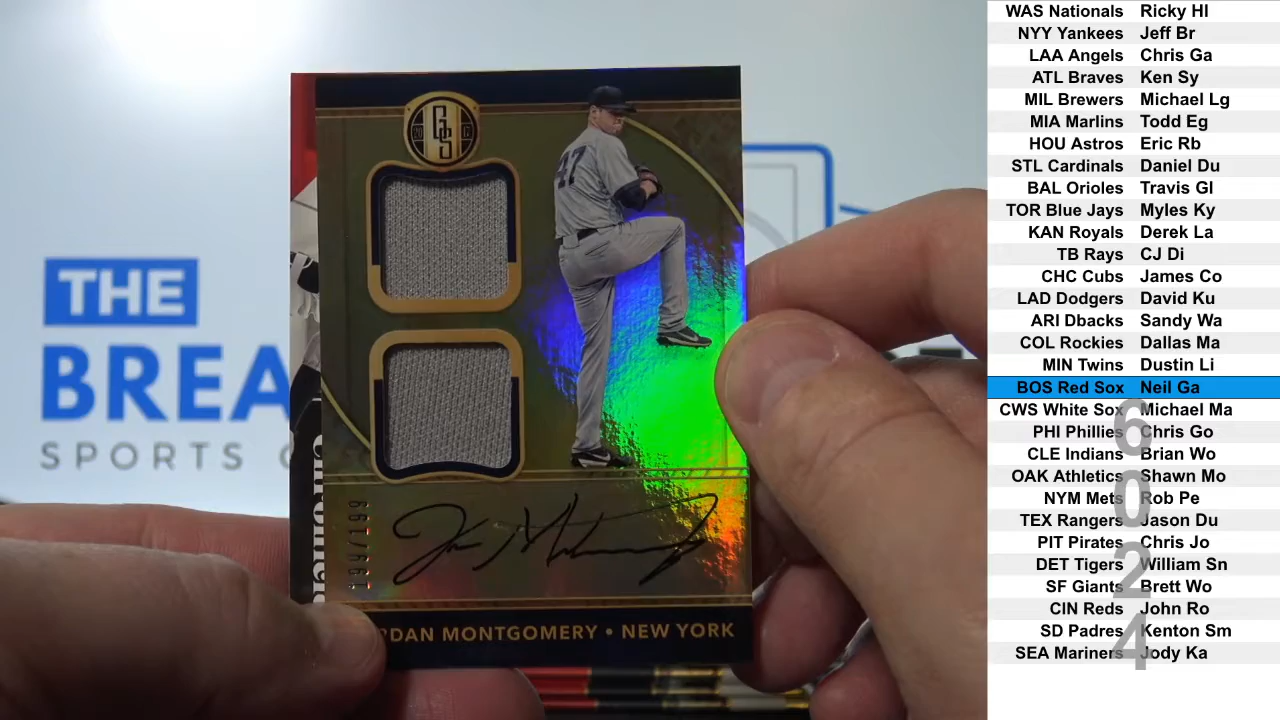 THE
BREA
SPORTS C
GS
20 17
47
199/199
RDAN MONTGOMERY • NEW YORK
WAS Nationals Ricky Hl
NYY Yankees Jeff Br
LAA Angels Chris Ga
ATL Braves Ken Sy
MIL Brewers Michael Lg
MIA Marlins Todd Eg
HOU Astros Eric Rb
STL Cardinals Daniel Du
BAL Orioles Travis Gl
TOR Blue Jays Myles Ky
KAN Royals Derek La
TB Rays CJ Di
CHC Cubs James Co
LAD Dodgers David Ku
ARI Dbacks Sandy Wa
COL Rockies Dallas Ma
MIN Twins Dustin Li
BOS Red Sox Neil Ga
CWS White Sox Michael Ma
PHI Phillies Chris Go
CLE Indians Brian Wo
OAK Athletics Shawn Mo
NYM Mets Rob Pe
TEX Rangers Jason Du
PIT Pirates Chris Jo
DET Tigers William Sn
SF Giants Brett Wo
CIN Reds John Ro
SD Padres Kenton Sm
SEA Mariners Jody Ka
6024